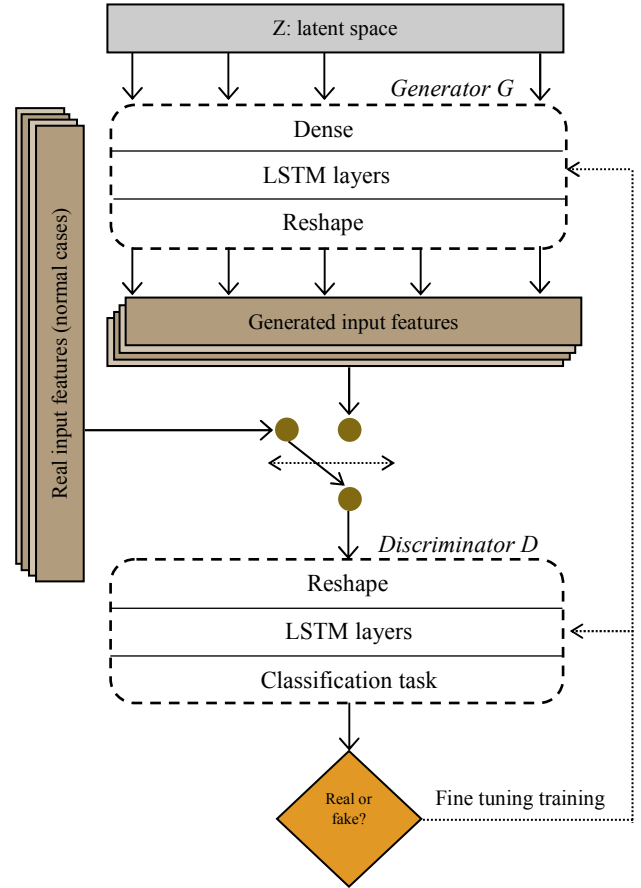 Z: latent space
Generator G
Dense
LSTM layers
Reshape
Real input features (normal cases)
Generated input features
Discriminator D
Reshape
LSTM layers
Classification task
Real or
fake?
Fine tuning training